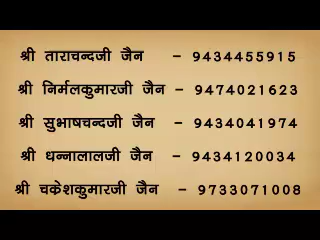 श्री ताराचन्दजी जैन - 9434455915
श्री निर्मलकुमारजी जैन - 9474021623
श्री सुभाषचन्दजी जैन - 9434041974
श्री धन्नालालजी जैन - 9434120034
श्री चकेशकुमारजी जैन - 9733071008